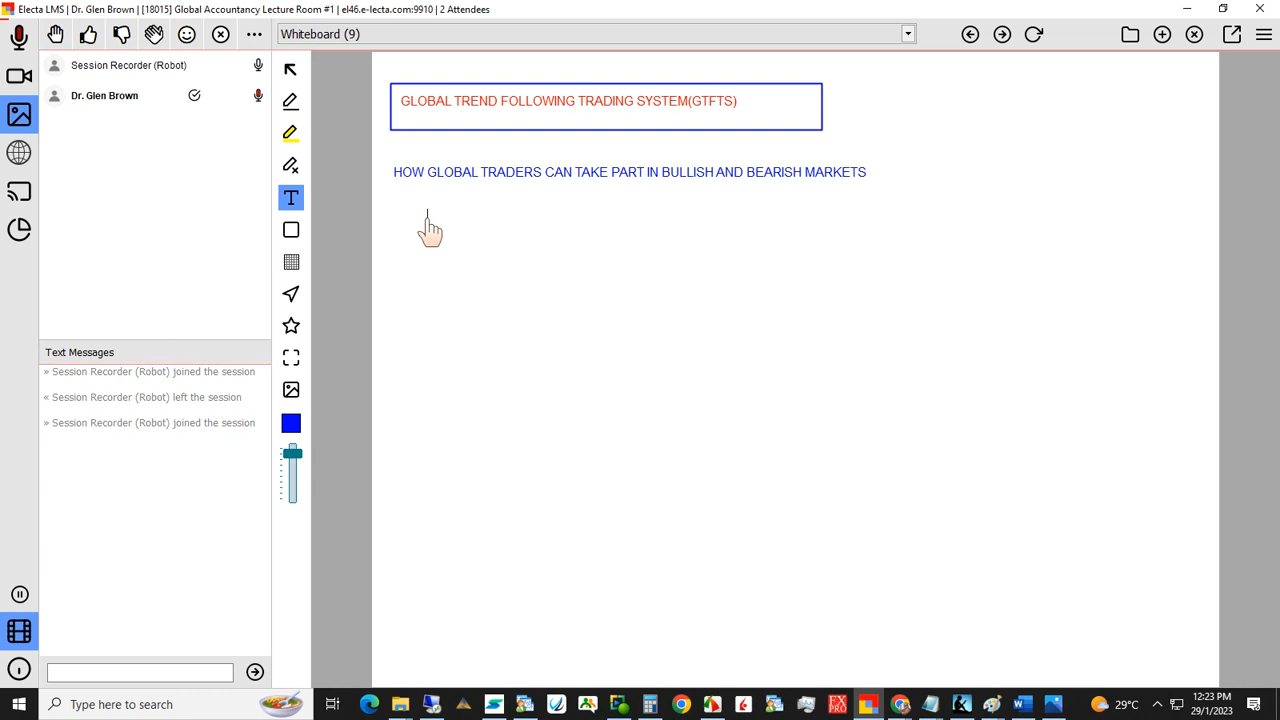 Electa LMS | Dr. Glen Brown | [18015] Global Accountancy Lecture Room #1 | el46.e-lecta.com:9910 | 2 Attendees
Whiteboard (9)
Session Recorder (Robot)
Dr. Glen Brown
GLOBAL TREND FOLLOWING TRADING SYSTEM(GTFTS)
HOW GLOBAL TRADERS CAN TAKE PART IN BULLISH AND BEARISH MARKETS
T
Text Messages
» Session Recorder (Robot) joined the session
« Session Recorder (Robot) left the session
» Session Recorder (Robot) joined the session
Type here to search
FX
PRO
29°C
12:23 PM
29/1/2023